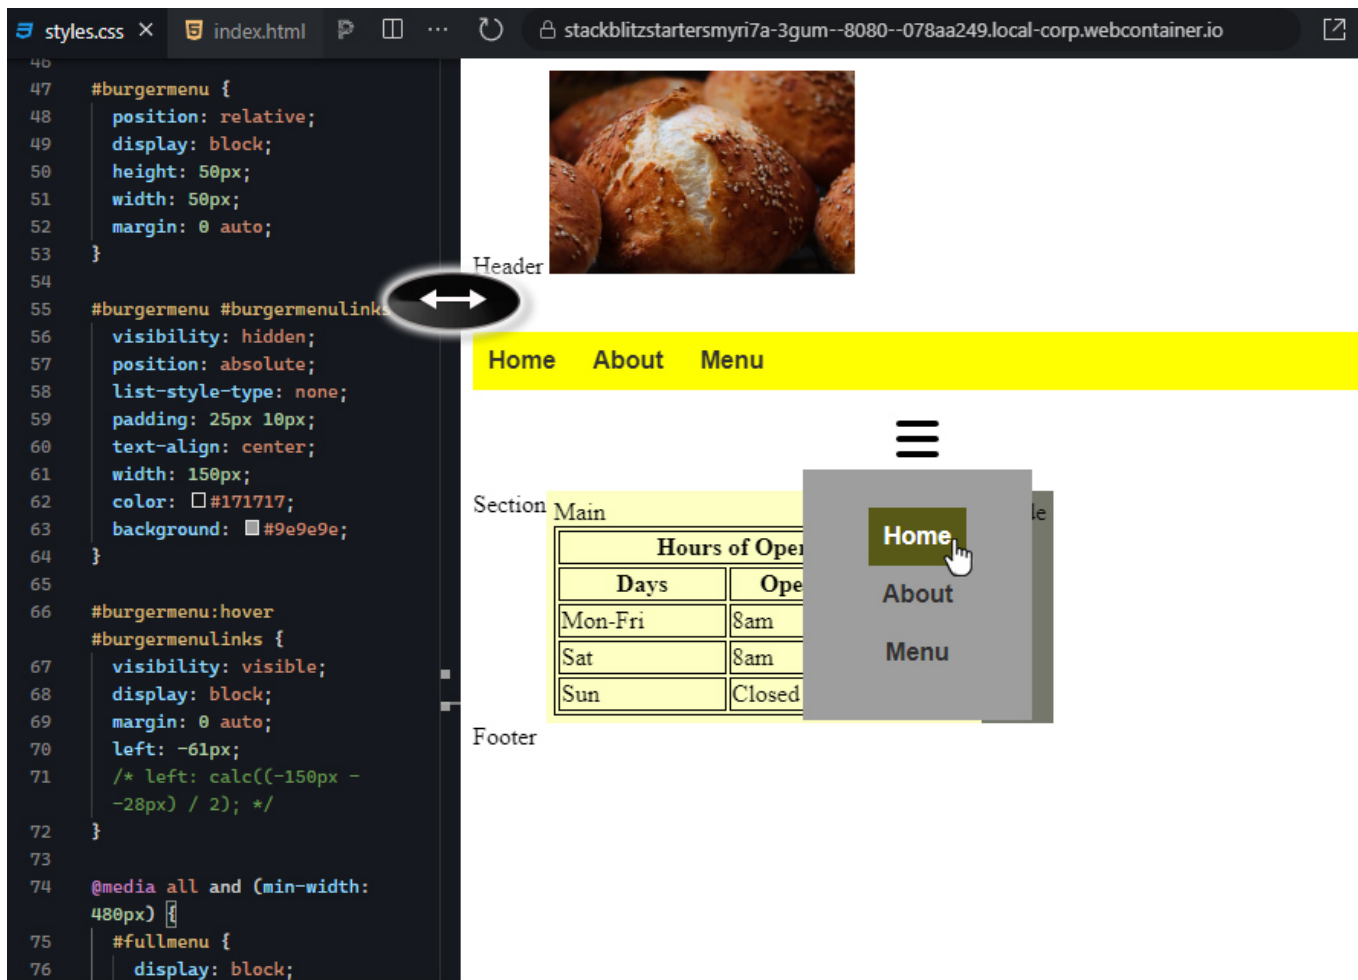 styles.css
index.html
stackblitzstartersmyri7a-3gum--8080--078aa249.local-corp.webcontainer.io
46
47 #burgermenu {
48 position: relative;
49 display: block;
50 height: 50px;
51 width: 50px;
52 margin: 0 auto;
53 }
54
55 #burgermenu #burgermenulinks
56 visibility: hidden;
57 position: absolute;
58 list-style-type: none;
59 padding: 25px 10px;
60 text-align: center;
61 width: 150px;
62 color: #171717;
63 background: #9e9e9e;
64 }
65
66 #burgermenu:hover
#burgermenulinks {
67 visibility: visible;
68 display: block;
69 margin: 0 auto;
70 left: -61px;
71 /* left: calc((-150px -
-28px) / 2); */
72 }
73
74 @media all and (min-width:
480px) {
75 #fullmenu {
76 display: block;
Header
Home About Menu
Section
Main
Hours of Oper
Days Ope
Mon-Fri 8am
Sat 8am
Sun Closed
Home
About
Menu
le
Footer